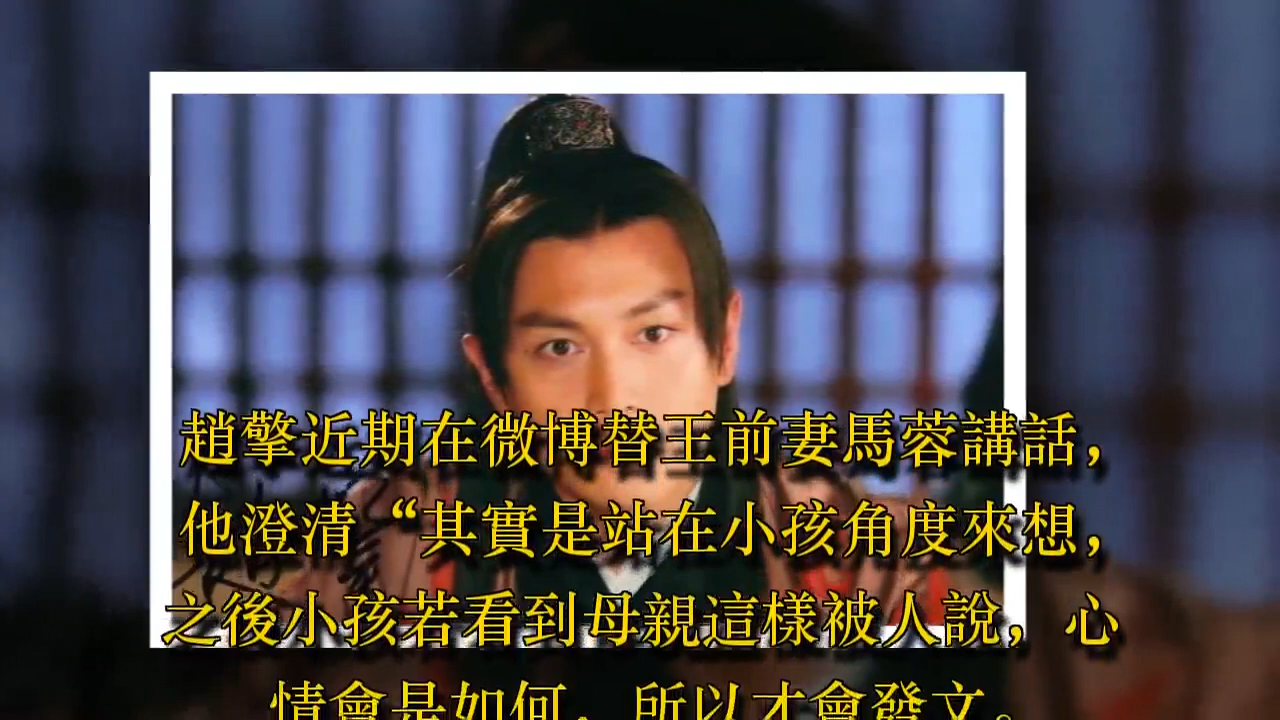 趙擎近期在微博替王前妻馬蓉講話，
他澄清“其實是站在小孩角度來想，
之後小孩若看到母親這樣被人說，心
情會是如何，所以才會發文。